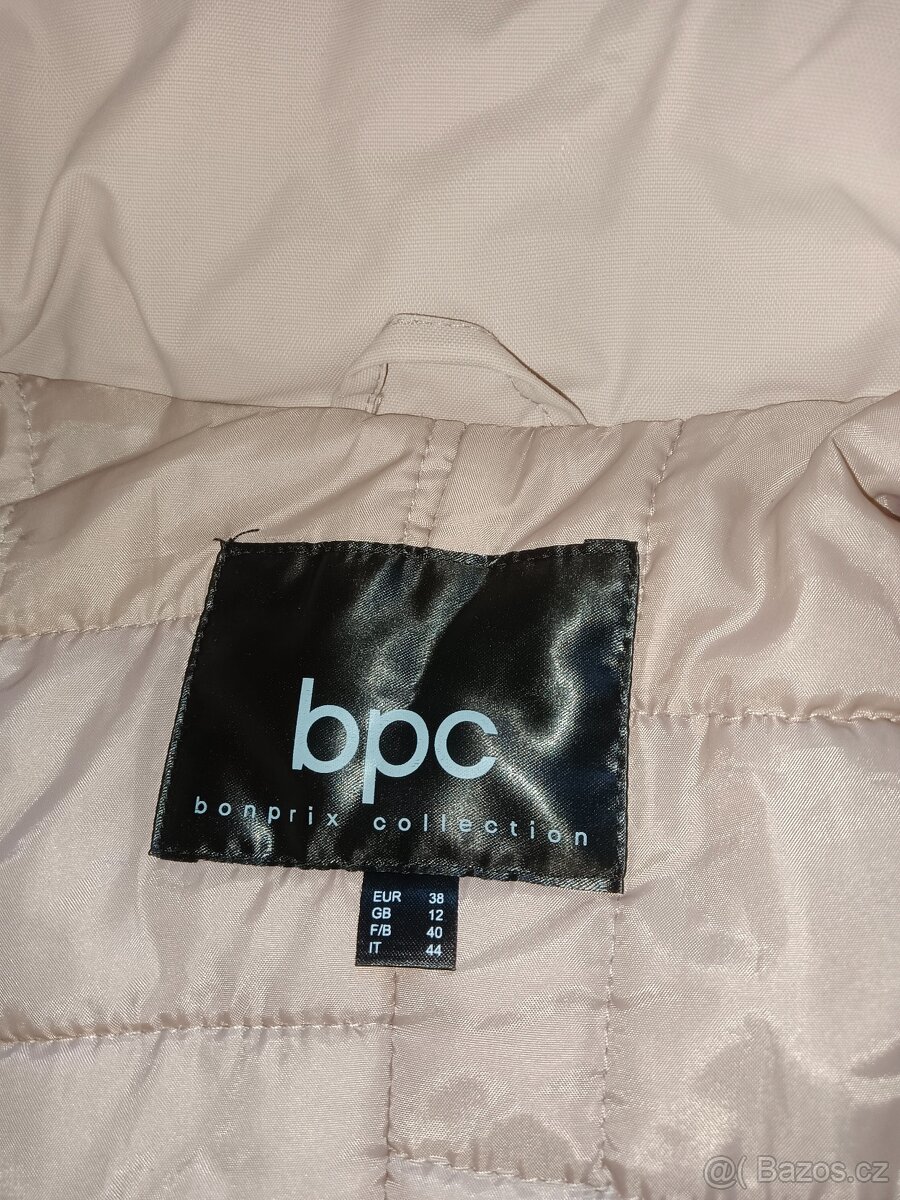 bpc
bonprix collection
EUR 38
GB 12
F/B 40
IT 44
@( Bazos.cz